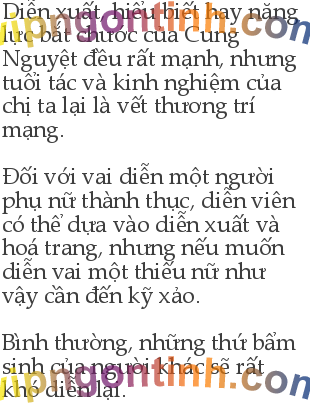 Diễn xuất, hiểu biết hay năng
lực bắt chước của Cung
Nguyệt đều rất mạnh, nhưng
tuổi tác và kinh nghiệm của
chị ta lại là vết thương trí
mạng.
Đối với vai diễn một người
phụ nữ thành thục, diễn viên
có thể dựa vào diễn xuất và
hoá trang, nhưng nếu muốn
diễn vai một thiếu nữ như
vậy cần đến kỹ xảo.
Bình thường, những thứ bẩm
sinh của người khác sẽ rất
khó diễn lại.